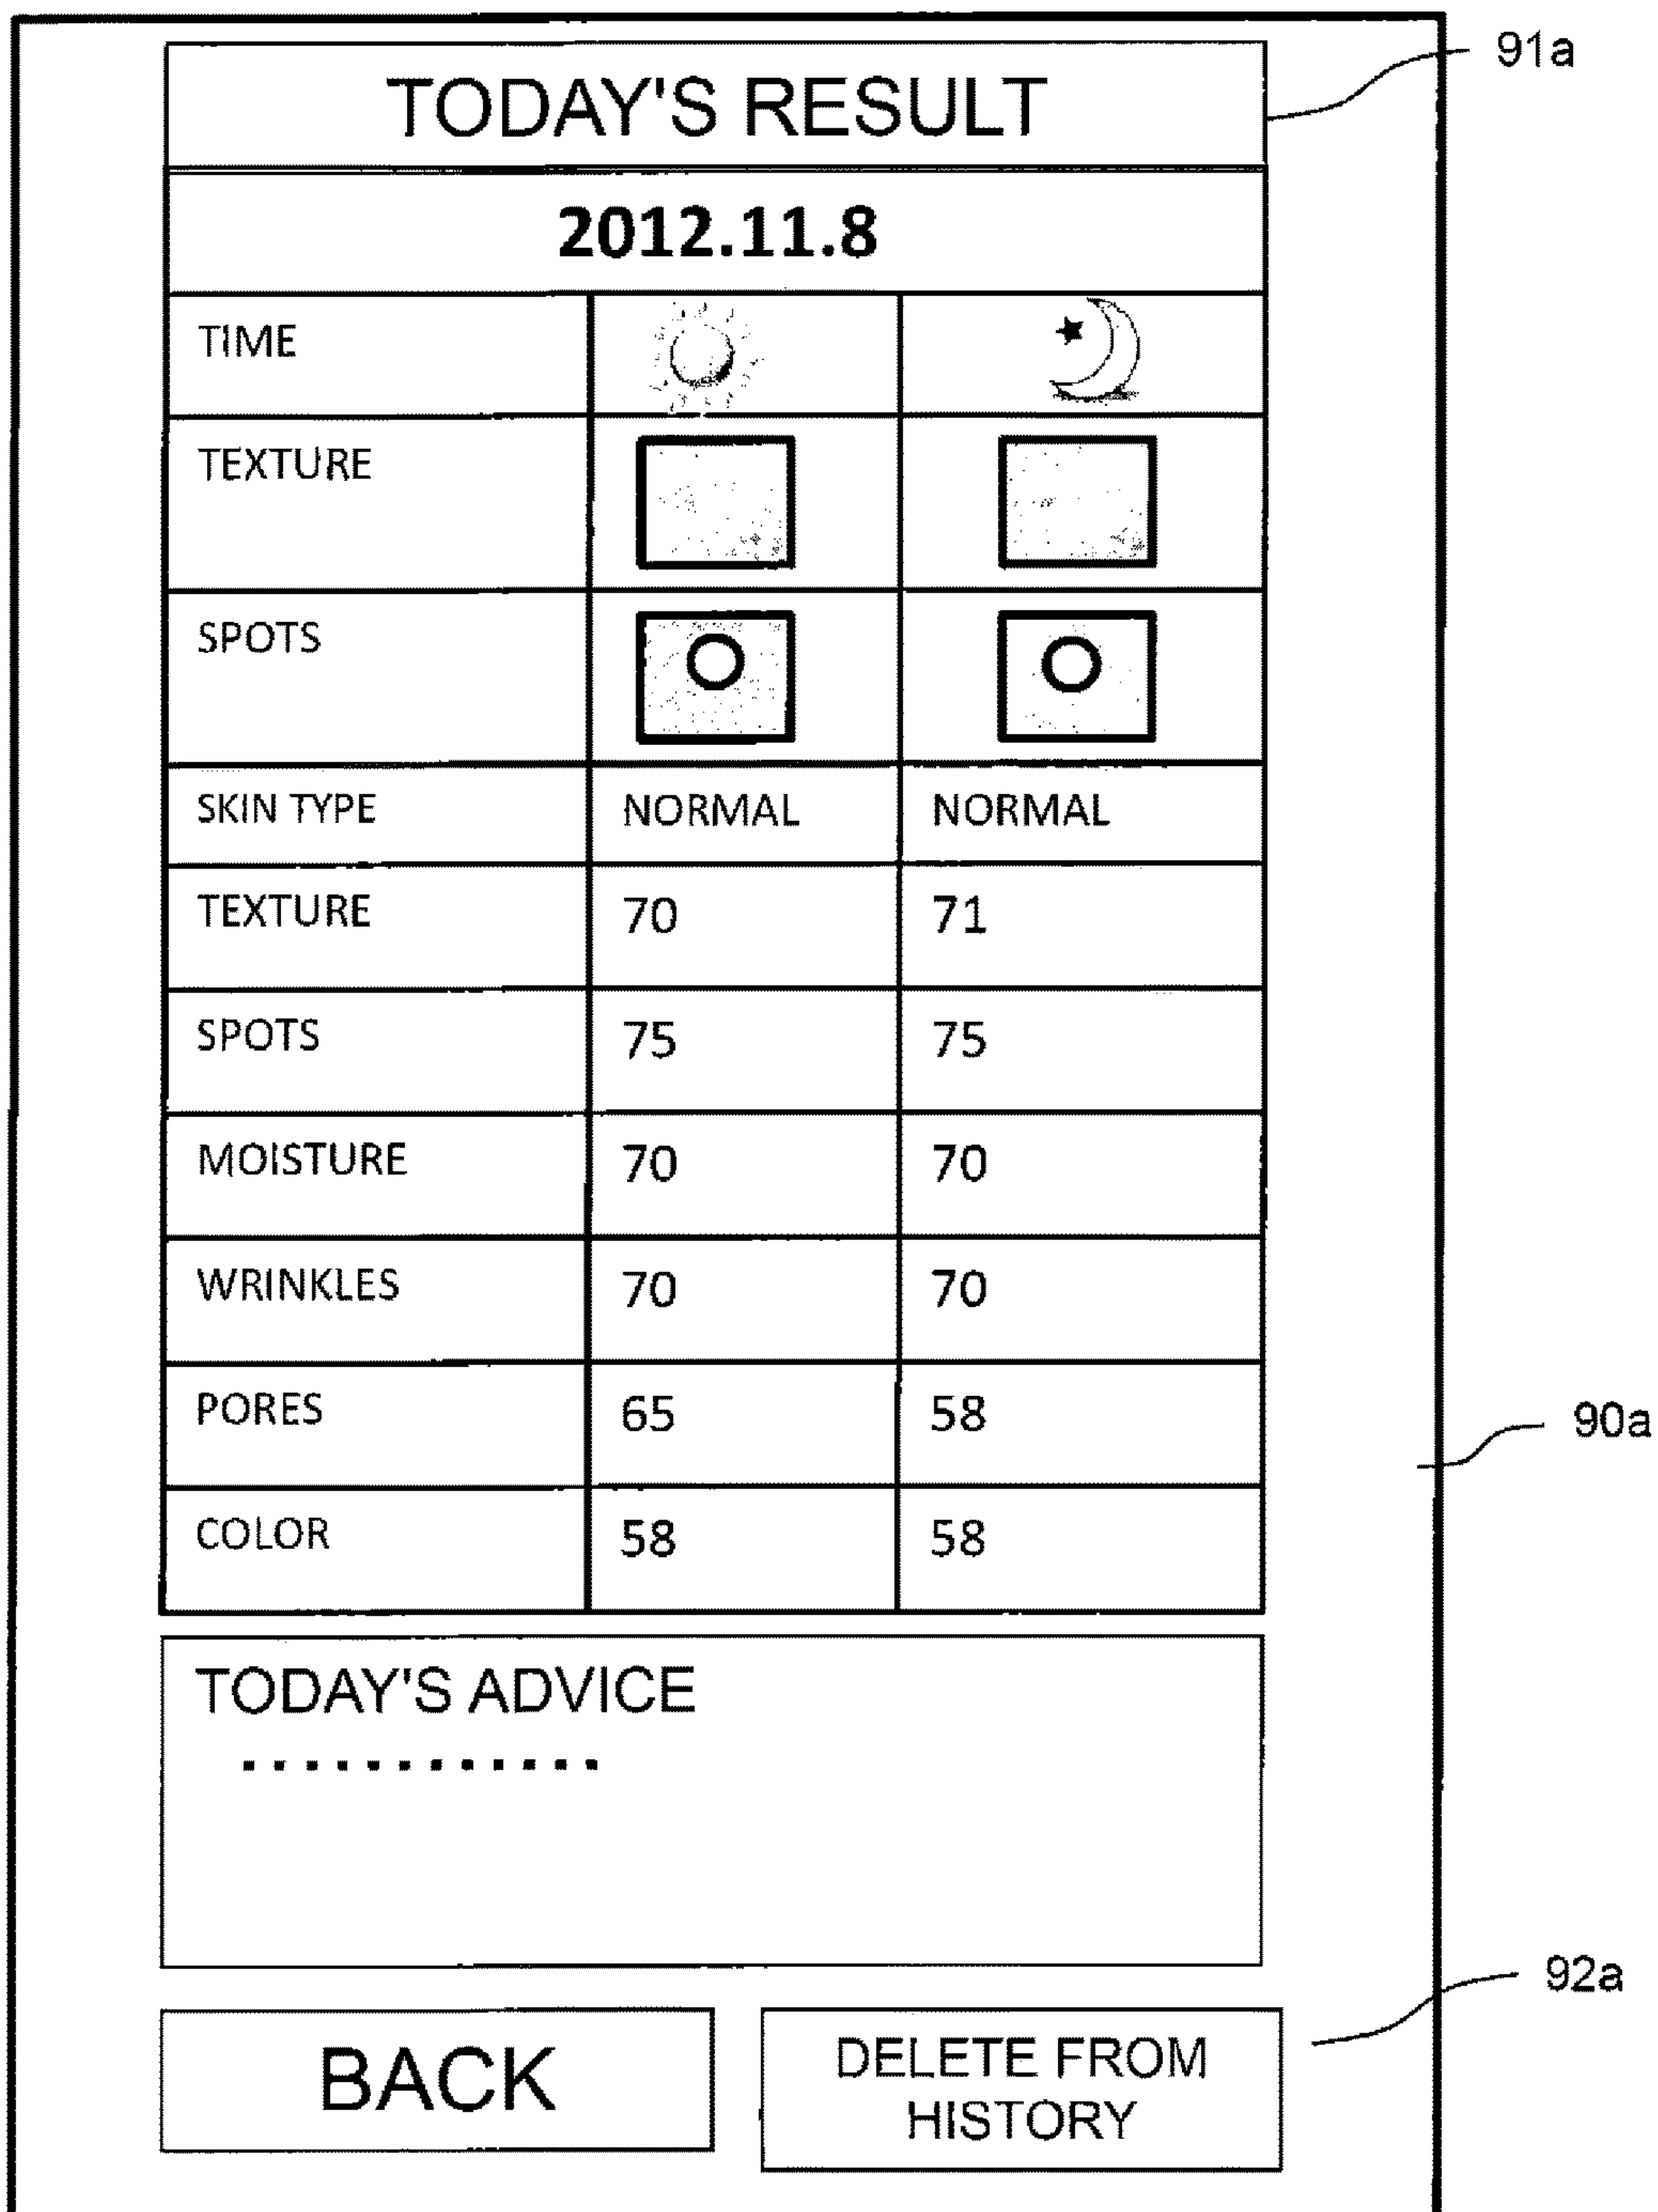 91a
TODAY'S RESULT
2012.11.8
TIME
TEXTURE
SPOTS
SKIN TYPE NORMAL NORMAL
TEXTURE 70 71
SPOTS 75 75
MOISTURE 70 70
WRINKLES 70 70
PORES 65 58
90a
COLOR 58 58
TODAY'S ADVICE
............
92a
BACK
DELETE FROM
HISTORY